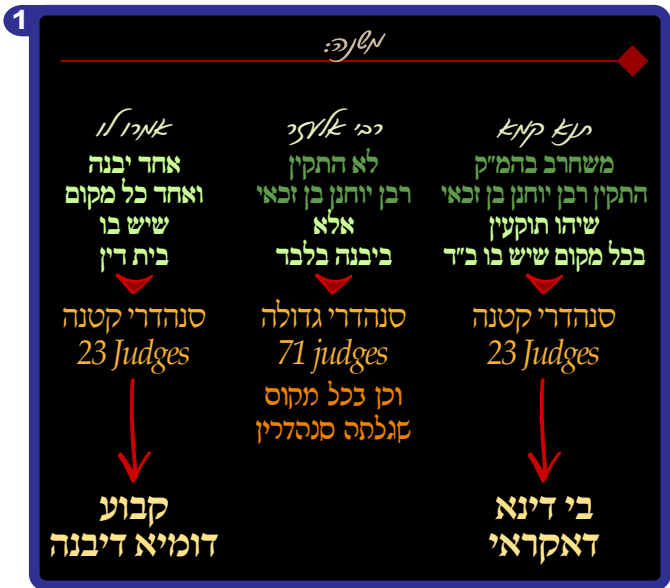 1
משנה:
תנא קמא
משחרב בהמ״ק
התקין רבן יוחנן בן זכאי
שיהו תוקעין
בכל מקום שיש בו ב״ד
סנהדרי קטנה
23 Judges
בי דינא
דאקראי
רבי אלעזר
לא התקין
רבן יוחנן בן זכאי
אלא
ביבנה בלבד
סנהדרי גדולה
71 judges
וכן בכל מקום
שגלתה סנהדרין
אמרו לו
אחד יבנה
ואחד כל מקום
שיש בו
בית דין
סנהדרי קטנה
23 Judges
קבוע
דומיא דיבנה